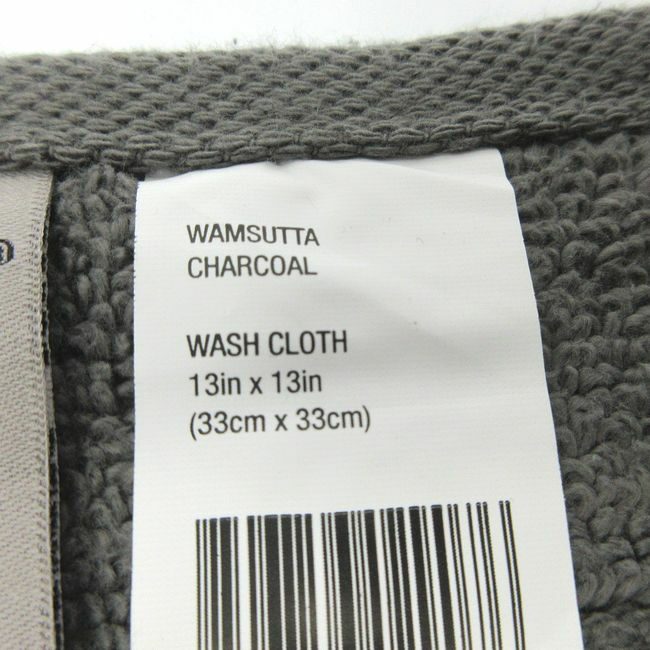 WAMSUTTA
CHARCOAL
WASH CLOTH
13in x 13in
(33cm x 33cm)